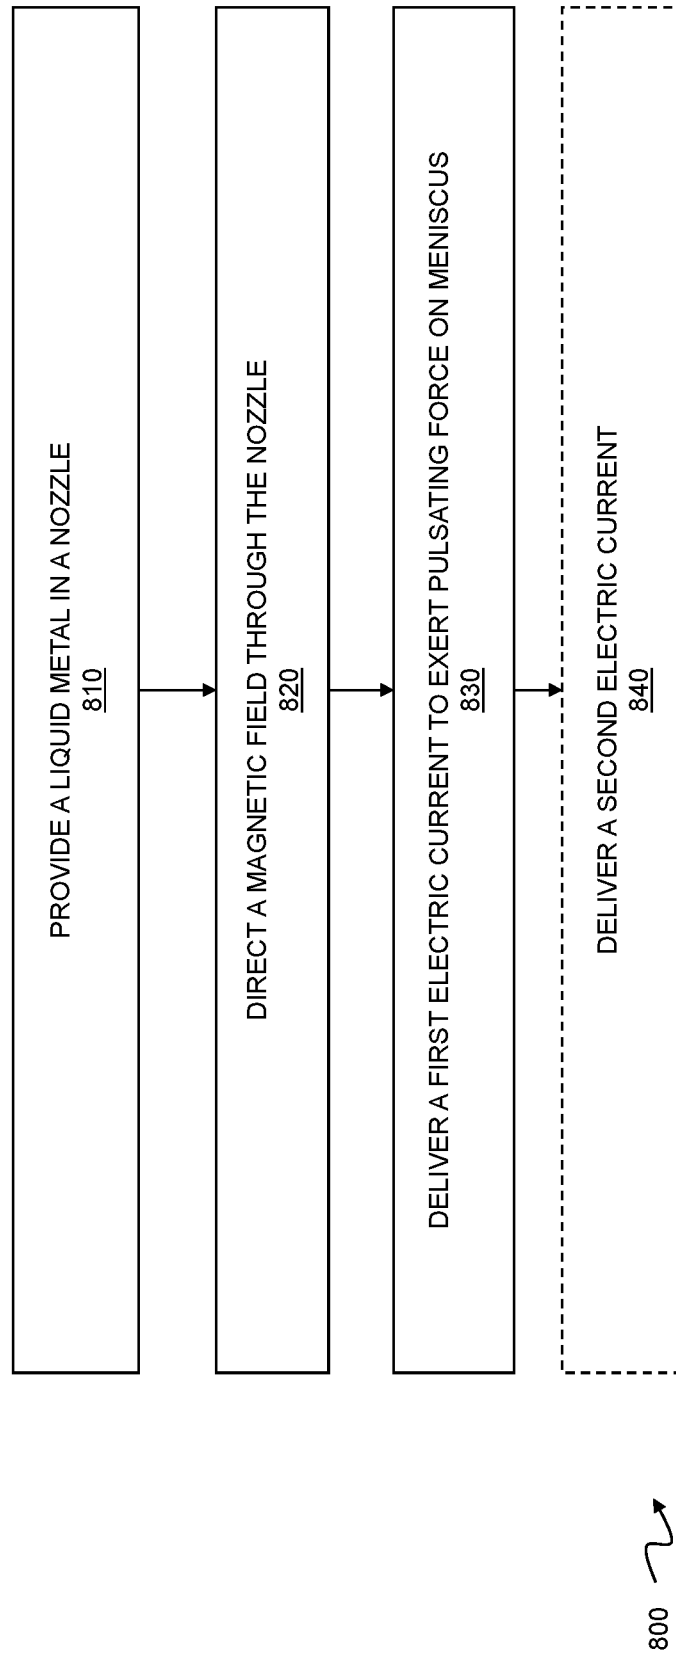 PROVIDE A LIQUID METAL IN A NOZZLE
810
DIRECT A MAGNETIC FIELD THROUGH THE NOZZLE
820
DELIVER A FIRST ELECTRIC CURRENT TO EXERT PULSATING FORCE ON MENISCUS
830
DELIVER A SECOND ELECTRIC CURRENT
840
800